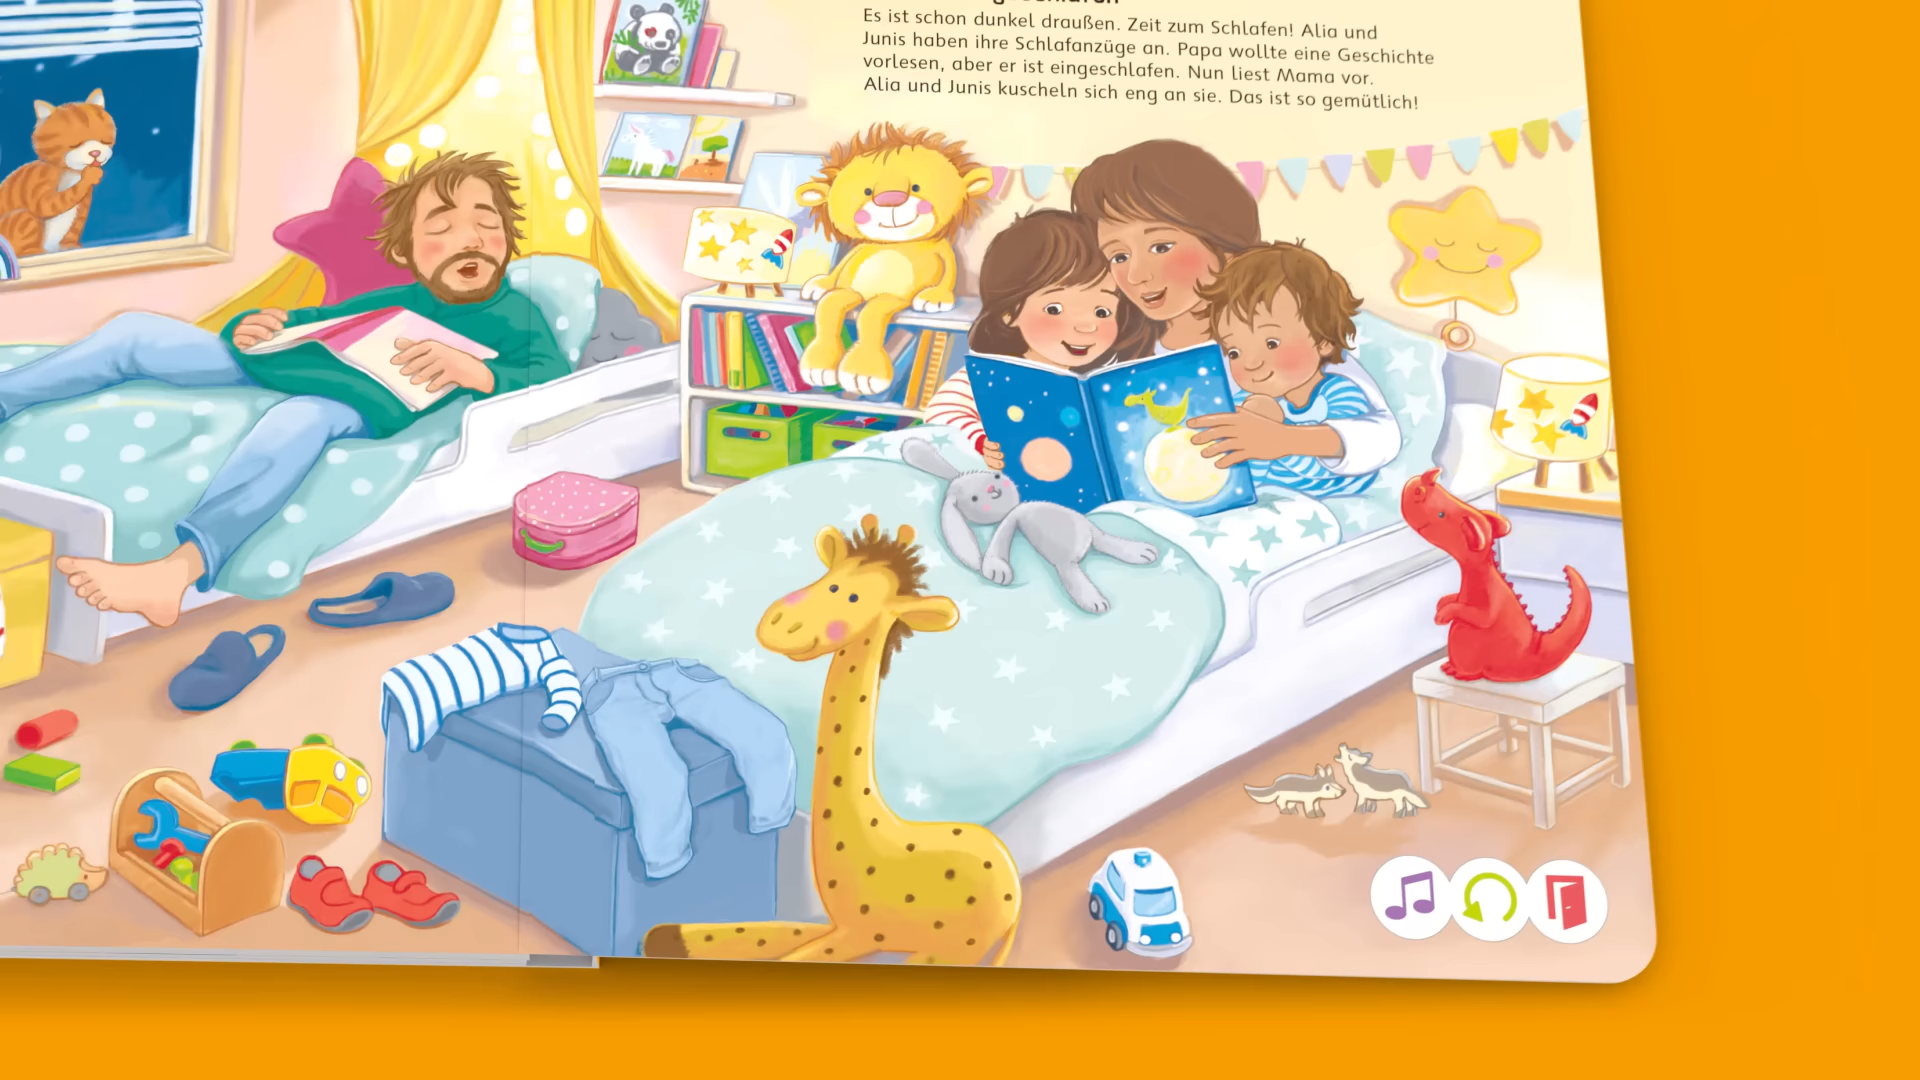 Es ist schon dunkel draußen. Zeit zum Schlafen! Alia und
Junis haben ihre Schlafanzüge an. Papa wollte eine Geschichte
vorlesen, aber er ist eingeschlafen. Nun liest Mama vor.
Alia und Junis kuscheln sich eng an sie. Das ist so gemütlich!